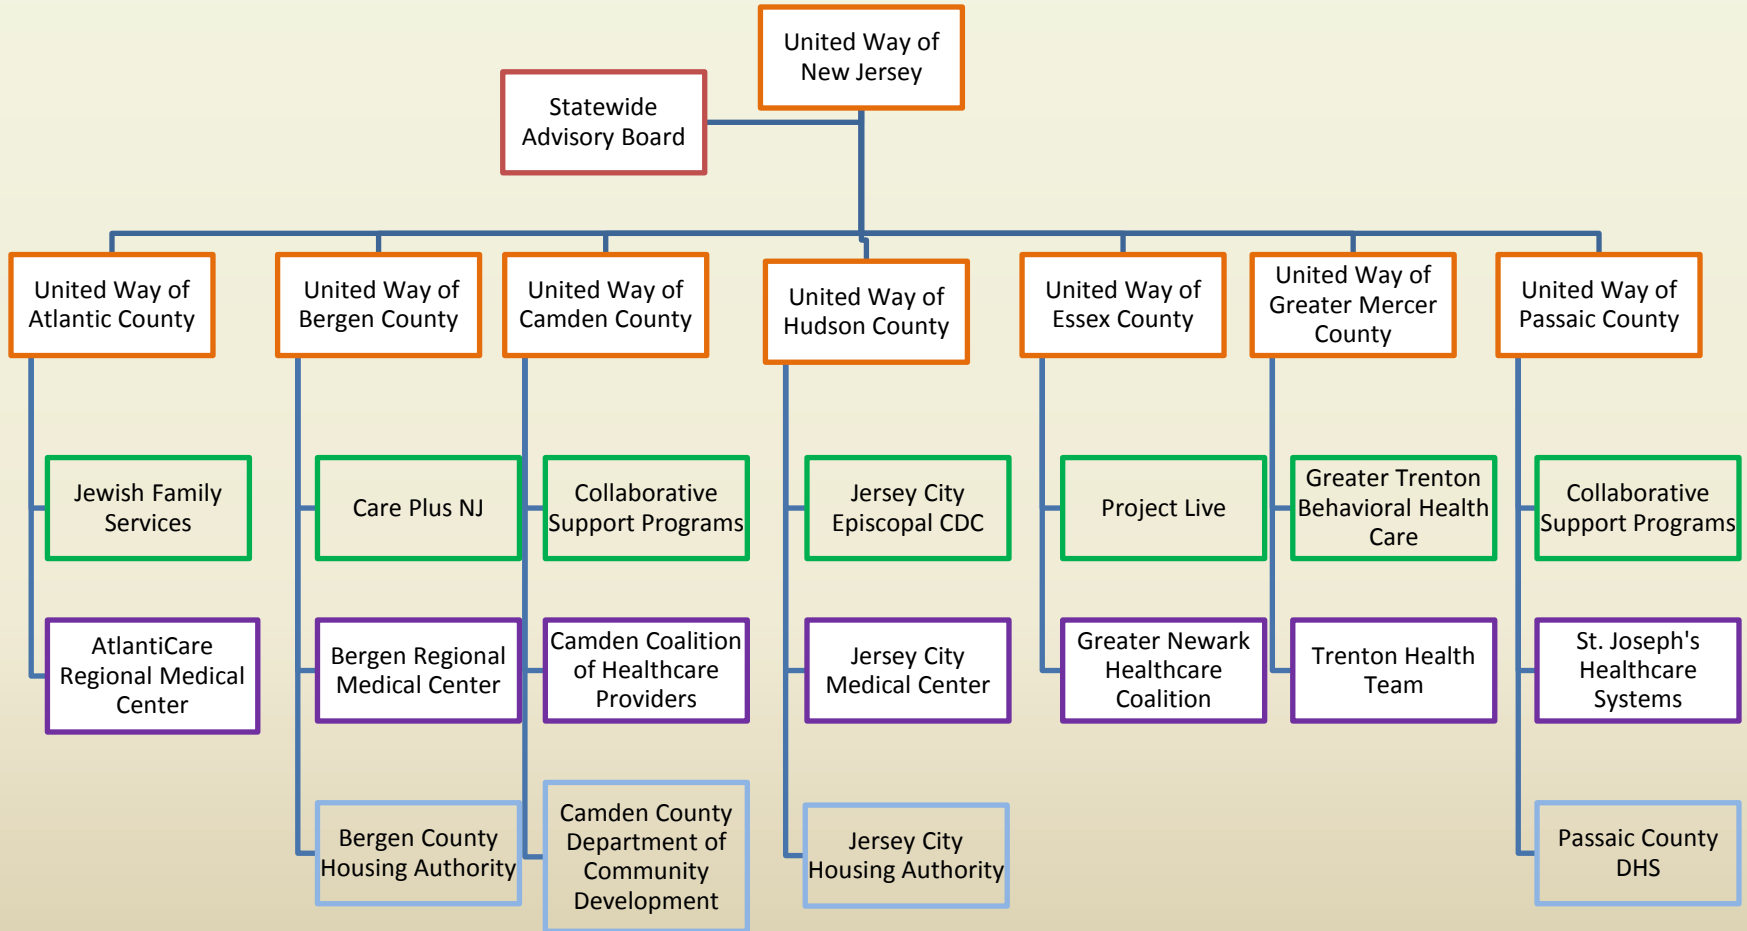 United Way of
New Jersey
Statewide
Advisory Board
United Way of
Atlantic County
United Way of
Bergen County
United Way of
Camden County
United Way of
Hudson County
United Way of
Essex County
United Way of
Greater Mercer
County
United Way of
Passaic County
Jewish Family
Services
Care Plus NJ
Collaborative
Support Programs
Jersey City
Episcopal CDC
Project Live
Greater Trenton
Behavioral Health
Care
Collaborative
Support Programs
AtlantiCare
Regional Medical
Center
Bergen Regional
Medical Center
Camden Coalition
of Healthcare
Providers
Jersey City
Medical Center
Greater Newark
Healthcare
Coalition
Trenton Health
Team
St. Joseph's
Healthcare
Systems
Bergen County
Housing Authority
Camden County
Department of
Community
Development
Jersey City
Housing Authority
Passaic County
DHS